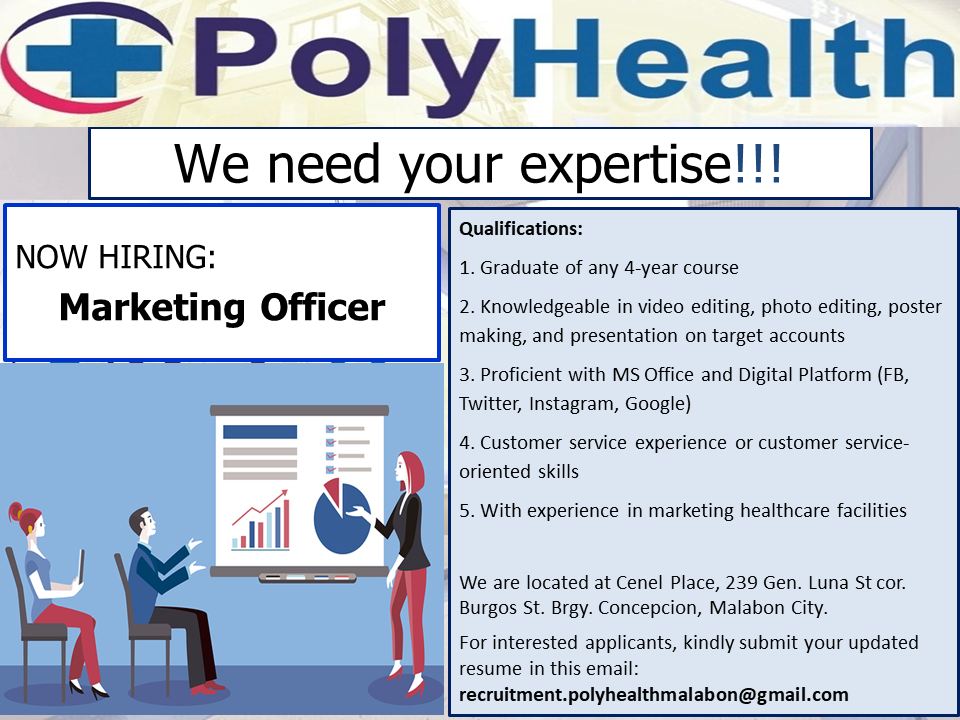 PolyHealth
We need your expertise!!!
NOW HIRING:
Marketing Officer
Qualifications:
1. Graduate of any 4-year course
2. Knowledgeable in video editing, photo editing, poster
making, and presentation on target accounts
3. Proficient with MS Office and Digital Platform (FB,
Twitter, Instagram, Google)
4. Customer service experience or customer service-
oriented skills
5. With experience in marketing healthcare facilities
We are located at Cenel Place, 239 Gen. Luna St cor.
Burgos St. Brgy. Concepcion, Malabon City.
For interested applicants, kindly submit your updated
resume in this email:
recruitment.polyhealthmalabon@gmail.com